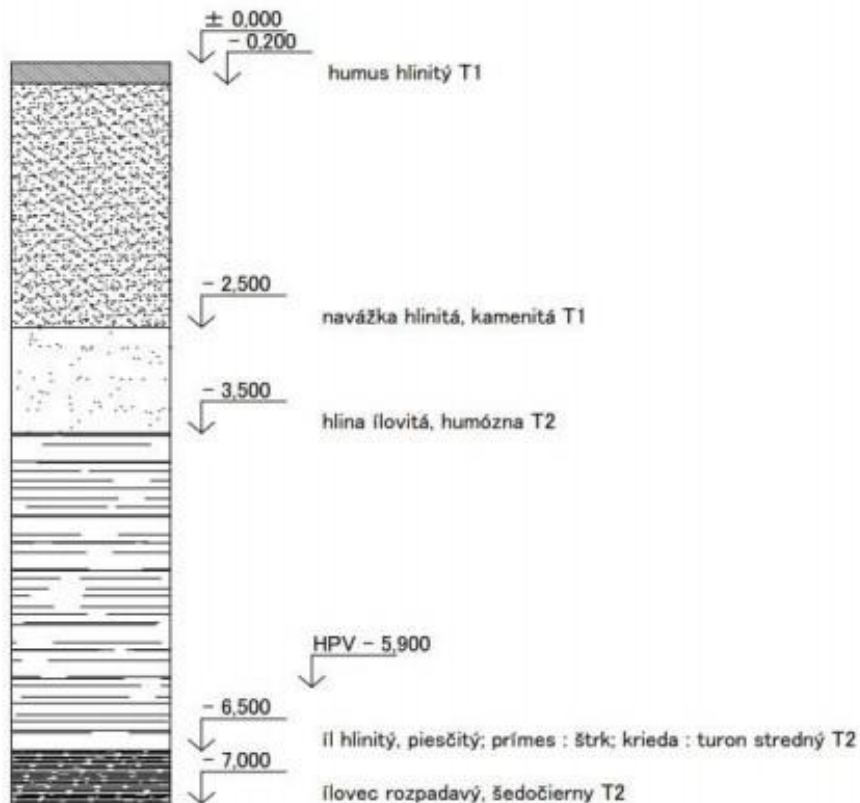 ± 0,000
- 0,200
humus hlinitý T1
- 2,500
navážka hlinitá, kamenitá T1
- 3,500
hlina ílovitá, humózna T2
HPV - 5,900
- 6,500
íl hlinitý, piesčitý; prímes : štrk; krieda : turon stredný T2
- 7,000
ílovec rozpadavý, šedočierny T2